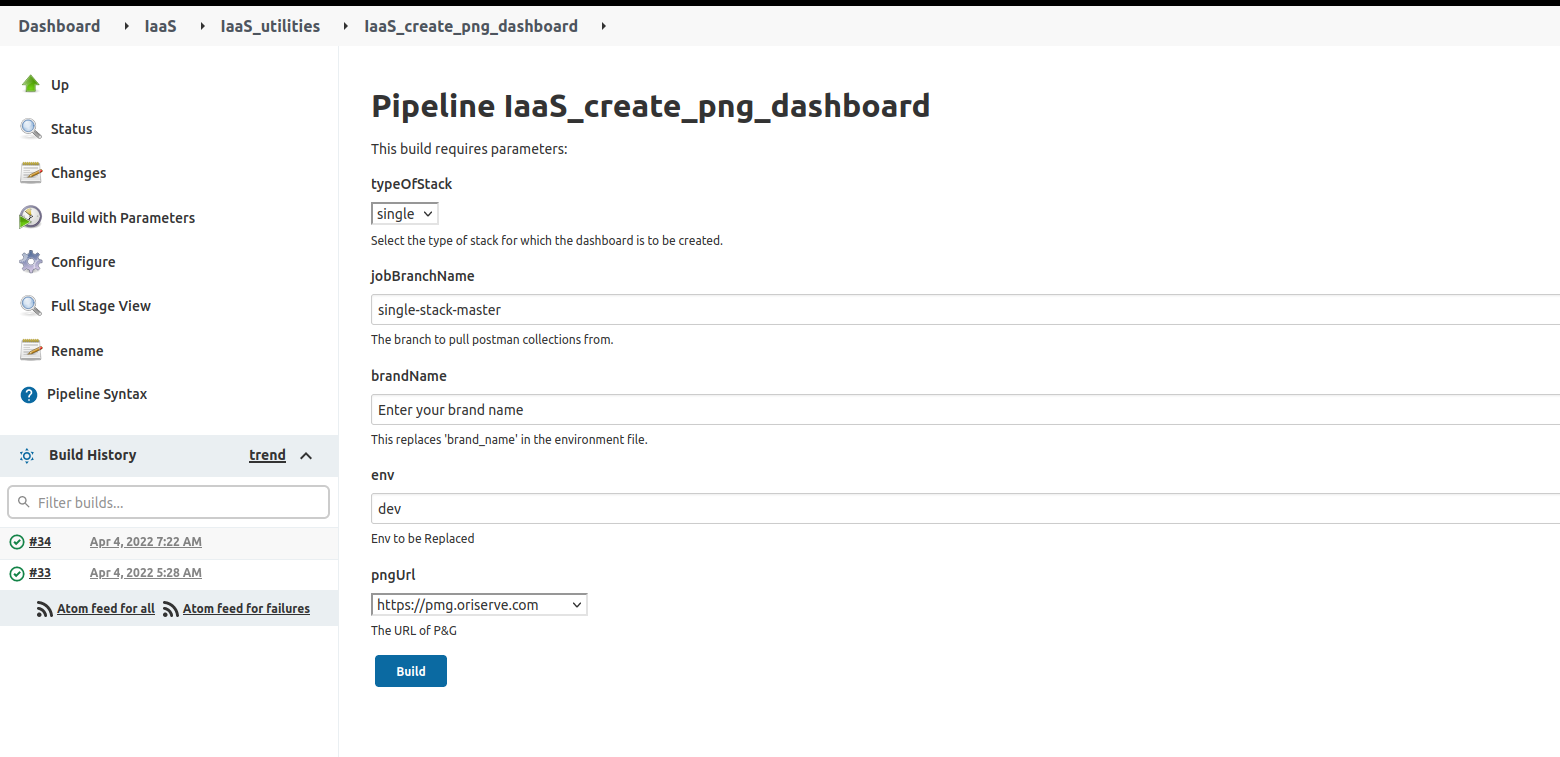 Dashboard IaaS IaaS_utilities IaaS_create_png_dashboard
Up
Status
Changes
Build with Parameters
Configure
Full Stage View
Rename
Pipeline Syntax
Build History trend
Filter builds...
#34 Apr 4, 2022 7:22 AM
#33 Apr 4, 2022 5:28 AM
Atom feed for all Atom feed for failures
Pipeline IaaS_create_png_dashboard
This build requires parameters:
typeOfStack
single
Select the type of stack for which the dashboard is to be created.
jobBranchName
single-stack-master
The branch to pull postman collections from.
brandName
Enter your brand name
This replaces 'brand_name' in the environment file.
env
dev
Env to be Replaced
pngUrl
https://pmg.oriserve.com
The URL of P&G
Build